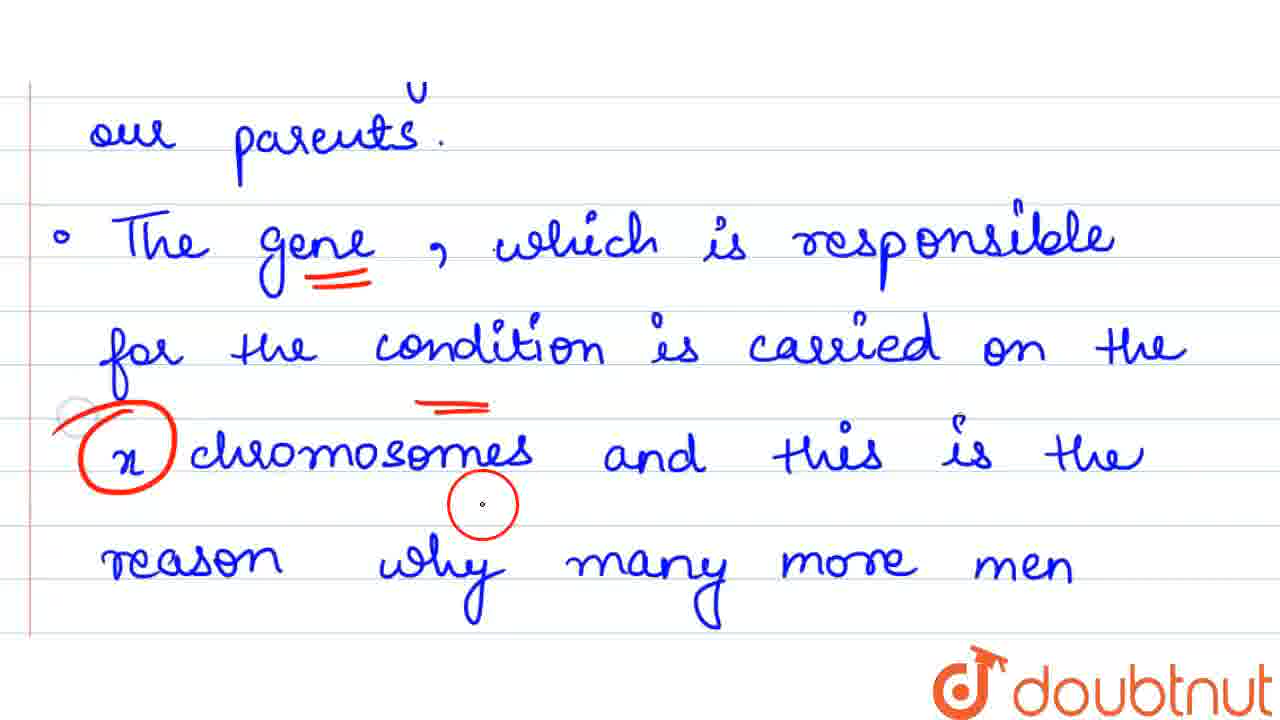 our parents.
• The gene, which is responsible
for the condition is carried on the
x chromosomes and this is the
reason why many more men
doubtnut